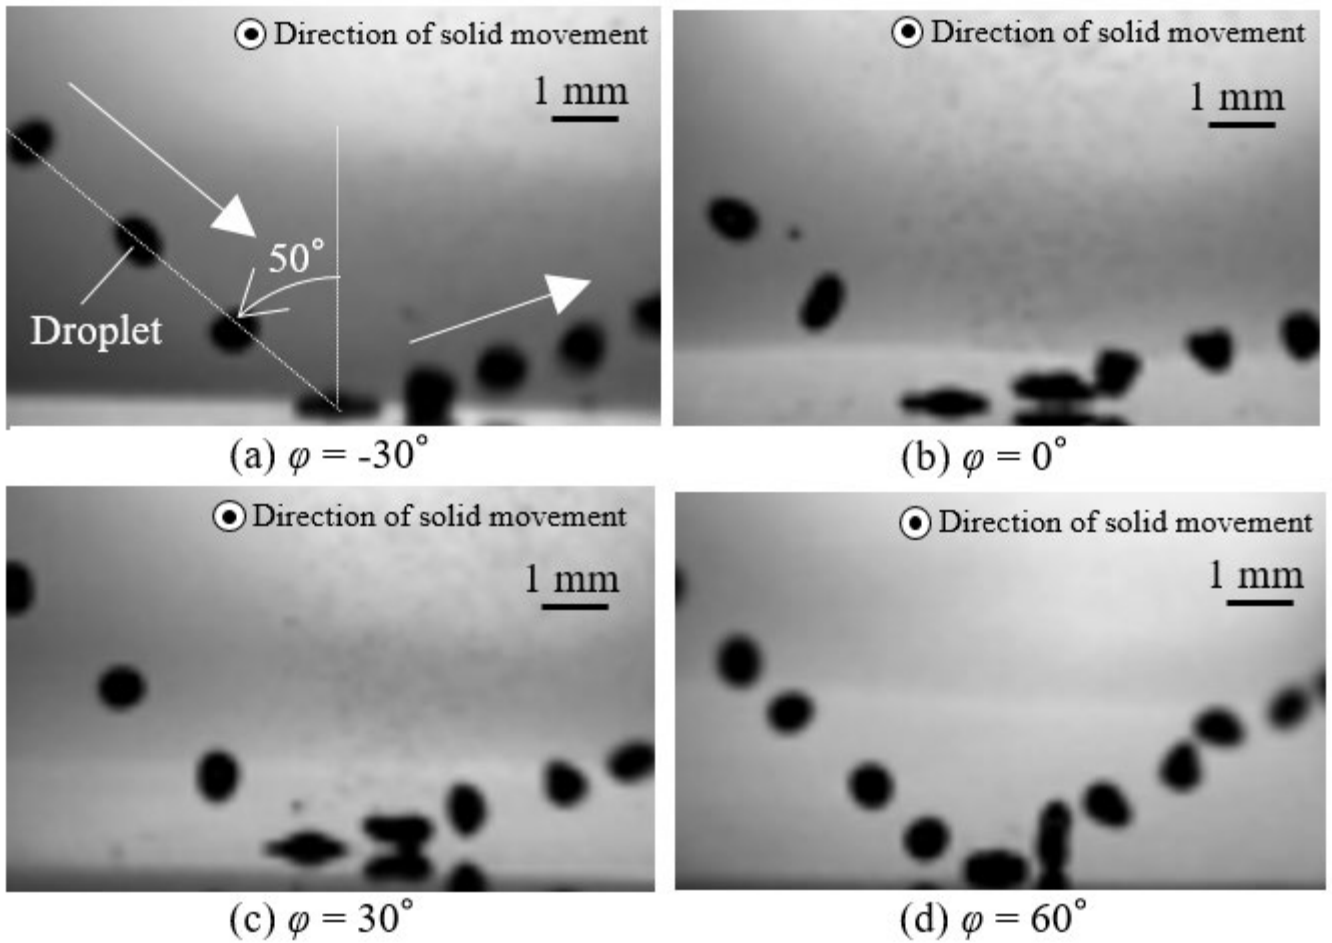 Direction of solid movement
1 mm
50°
Droplet
(a) φ = -30°
Direction of solid movement
1 mm
(b) φ = 0°
Direction of solid movement
1 mm
(c) φ = 30°
Direction of solid movement
1 mm
(d) φ = 60°